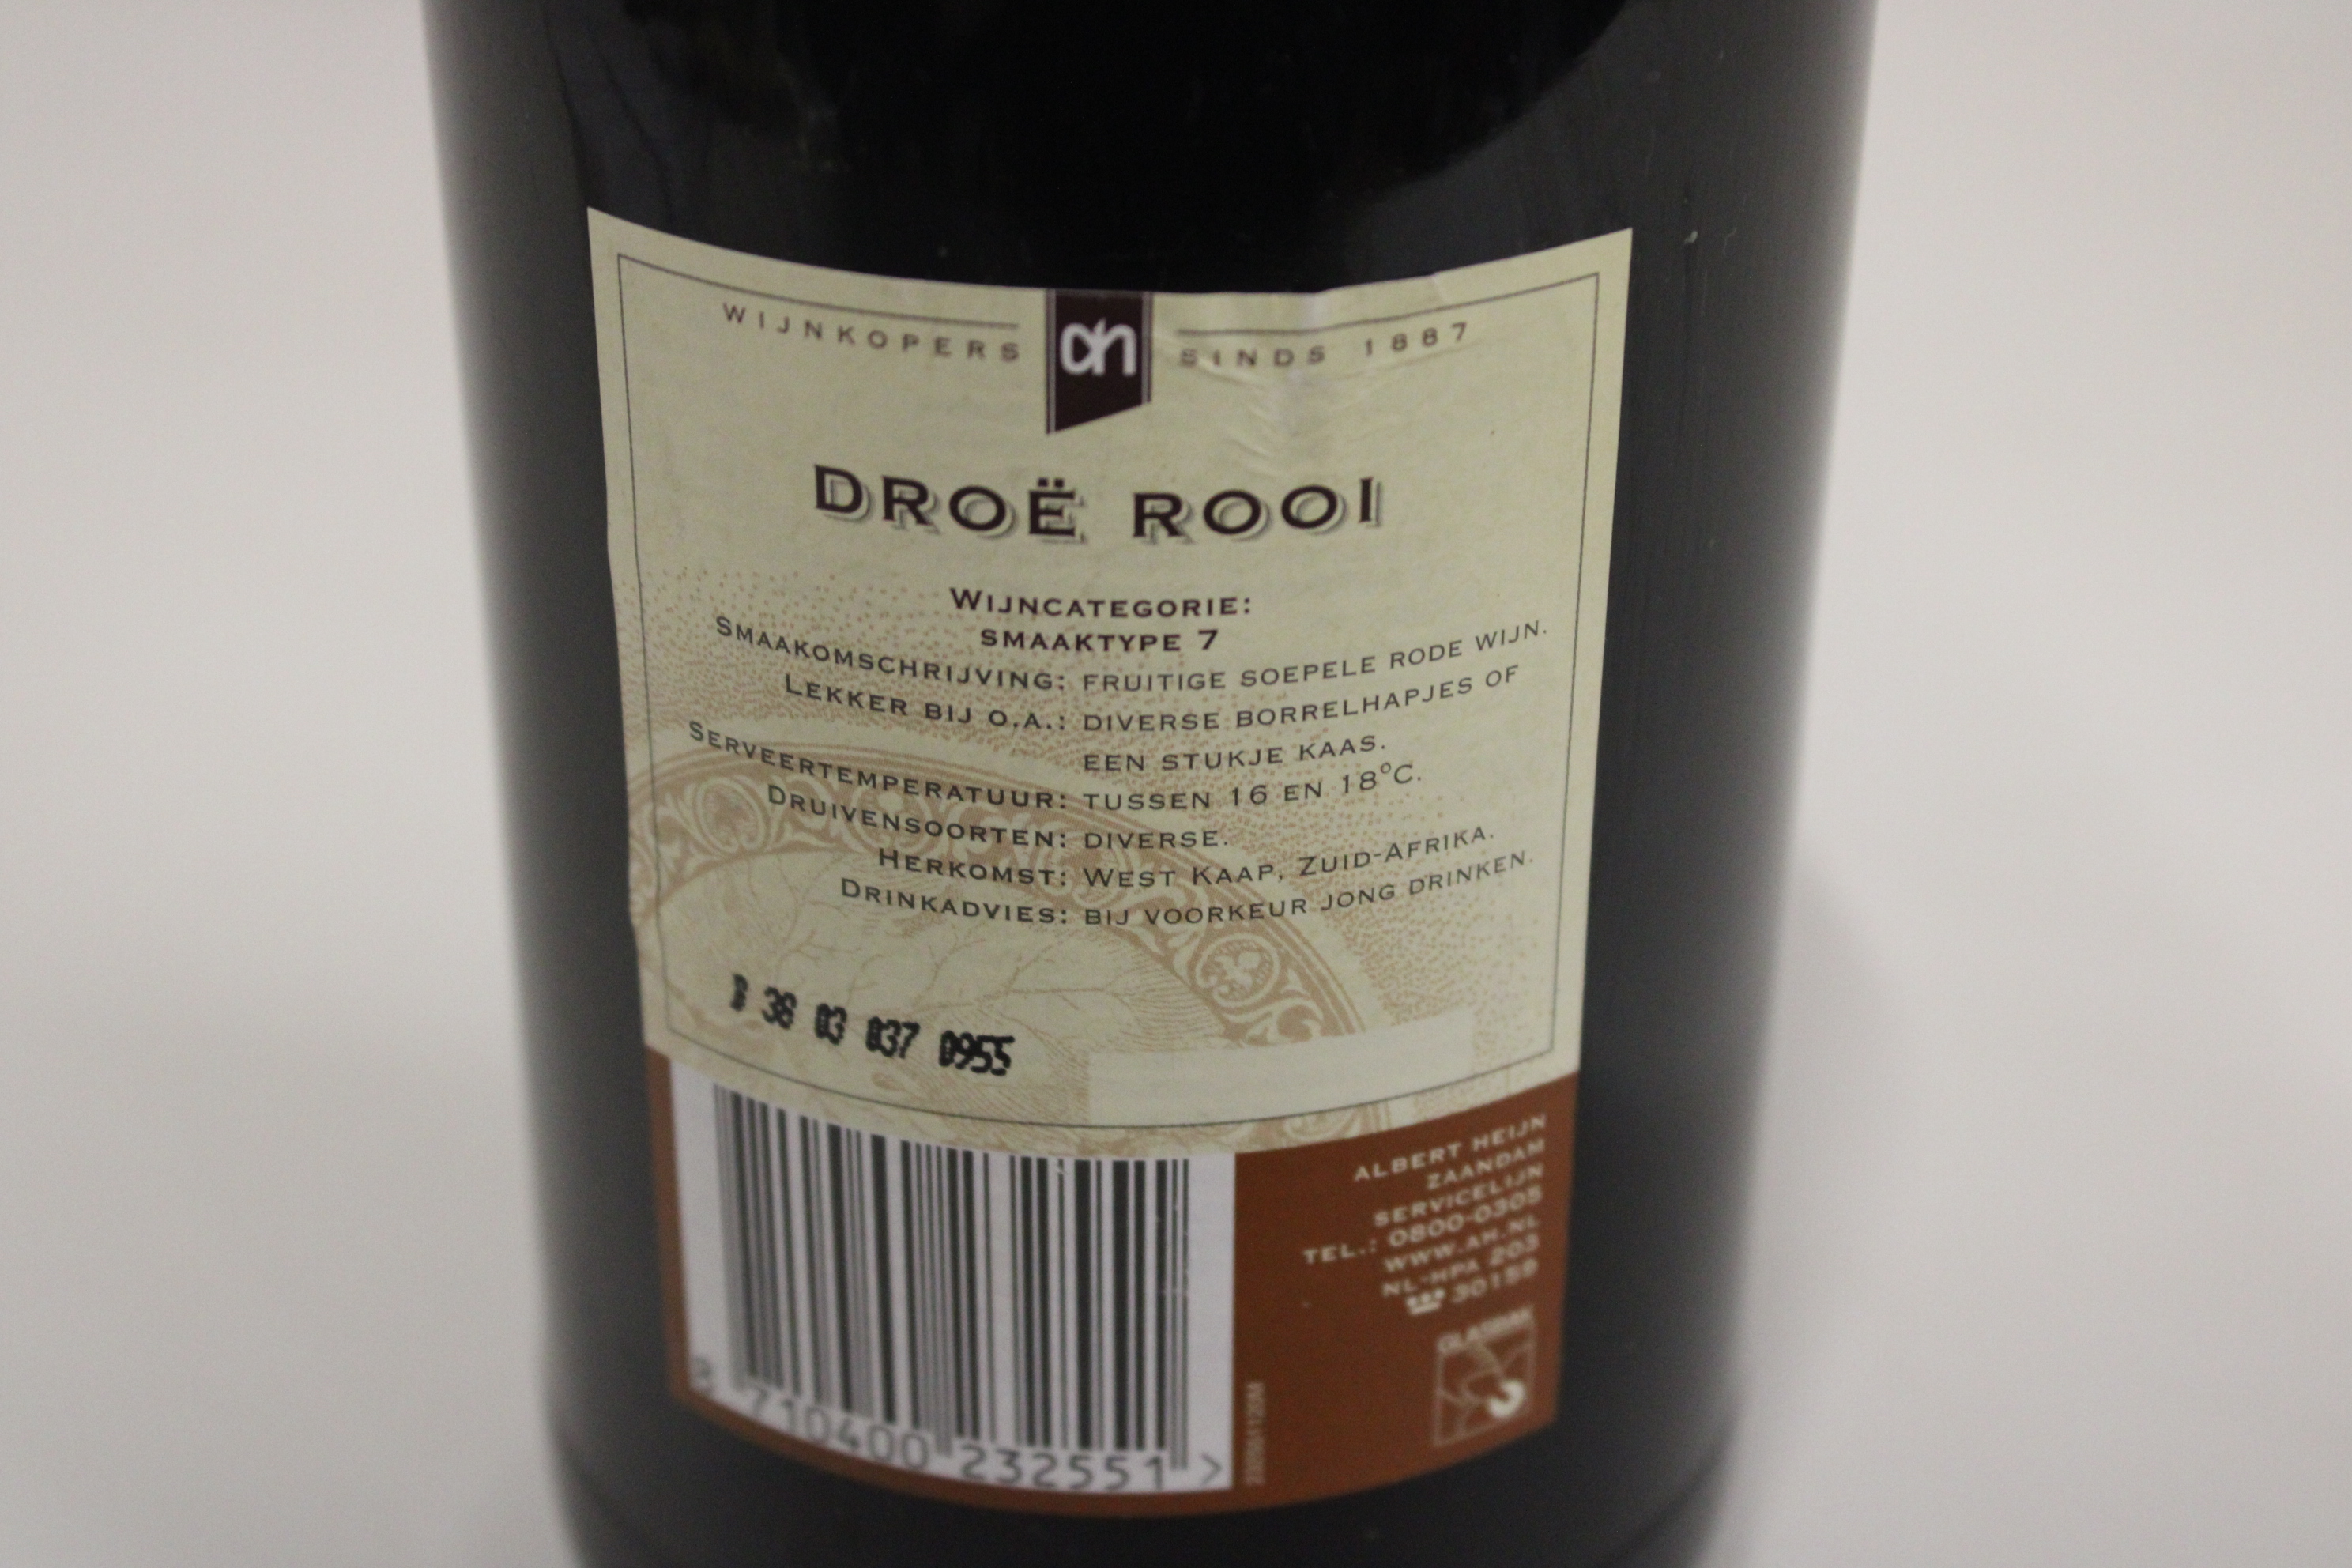 WIJNKOPERS ah SINDS 1887
DROË ROOI
WIJNCATEGORIE:
SMAAKTYPE 7
SMAAKOMSCHRIJVING: FRUITIGE SOEPELE RODE WIJN.
LEKKER BIJ O.A.: DIVERSE BORRELHAPJES OF
EEN STUKJE KAAS.
SERVEERTEMPERATUUR: TUSSEN 16 EN 18°C.
DRUIVENSOORTEN: DIVERSE.
HERKOMST: WEST KAAP, ZUID-AFRIKA.
DRINKADVIES: BIJ VOORKEUR JONG DRINKEN.
03 037 0955
ALBERT HEIJN
ZAANDAM
SERVICELIJN
TEL.: 0800-0305
WWW.AH.NL
NL-HPA 203
30159
GLASBAK
8 710400 232551 >